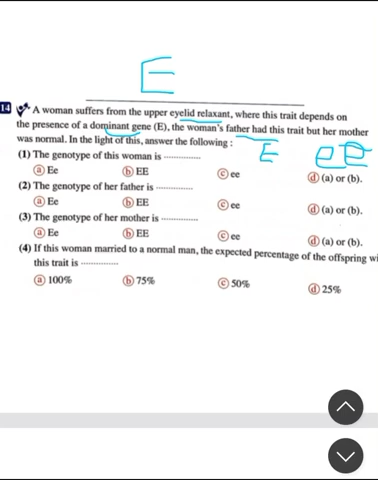 E
14 A woman suffers from the upper eyelid relaxant, where this trait depends on
the presence of a dominant gene (E), the woman's father had this trait but her mother
was normal. In the light of this, answer the following :
E ee
(1) The genotype of this woman is ..............
ⓐ Ee ⓑ EE ⓒ ee ⓓ (a) or (b).
(2) The genotype of her father is ..............
ⓐ Ee ⓑ EE ⓒ ee ⓓ (a) or (b).
(3) The genotype of her mother is ..............
ⓐ Ee ⓑ EE ⓒ ee ⓓ (a) or (b).
(4) If this woman married to a normal man, the expected percentage of the offspring wi
this trait is ..............
ⓐ 100% ⓑ 75% ⓒ 50% ⓓ 25%